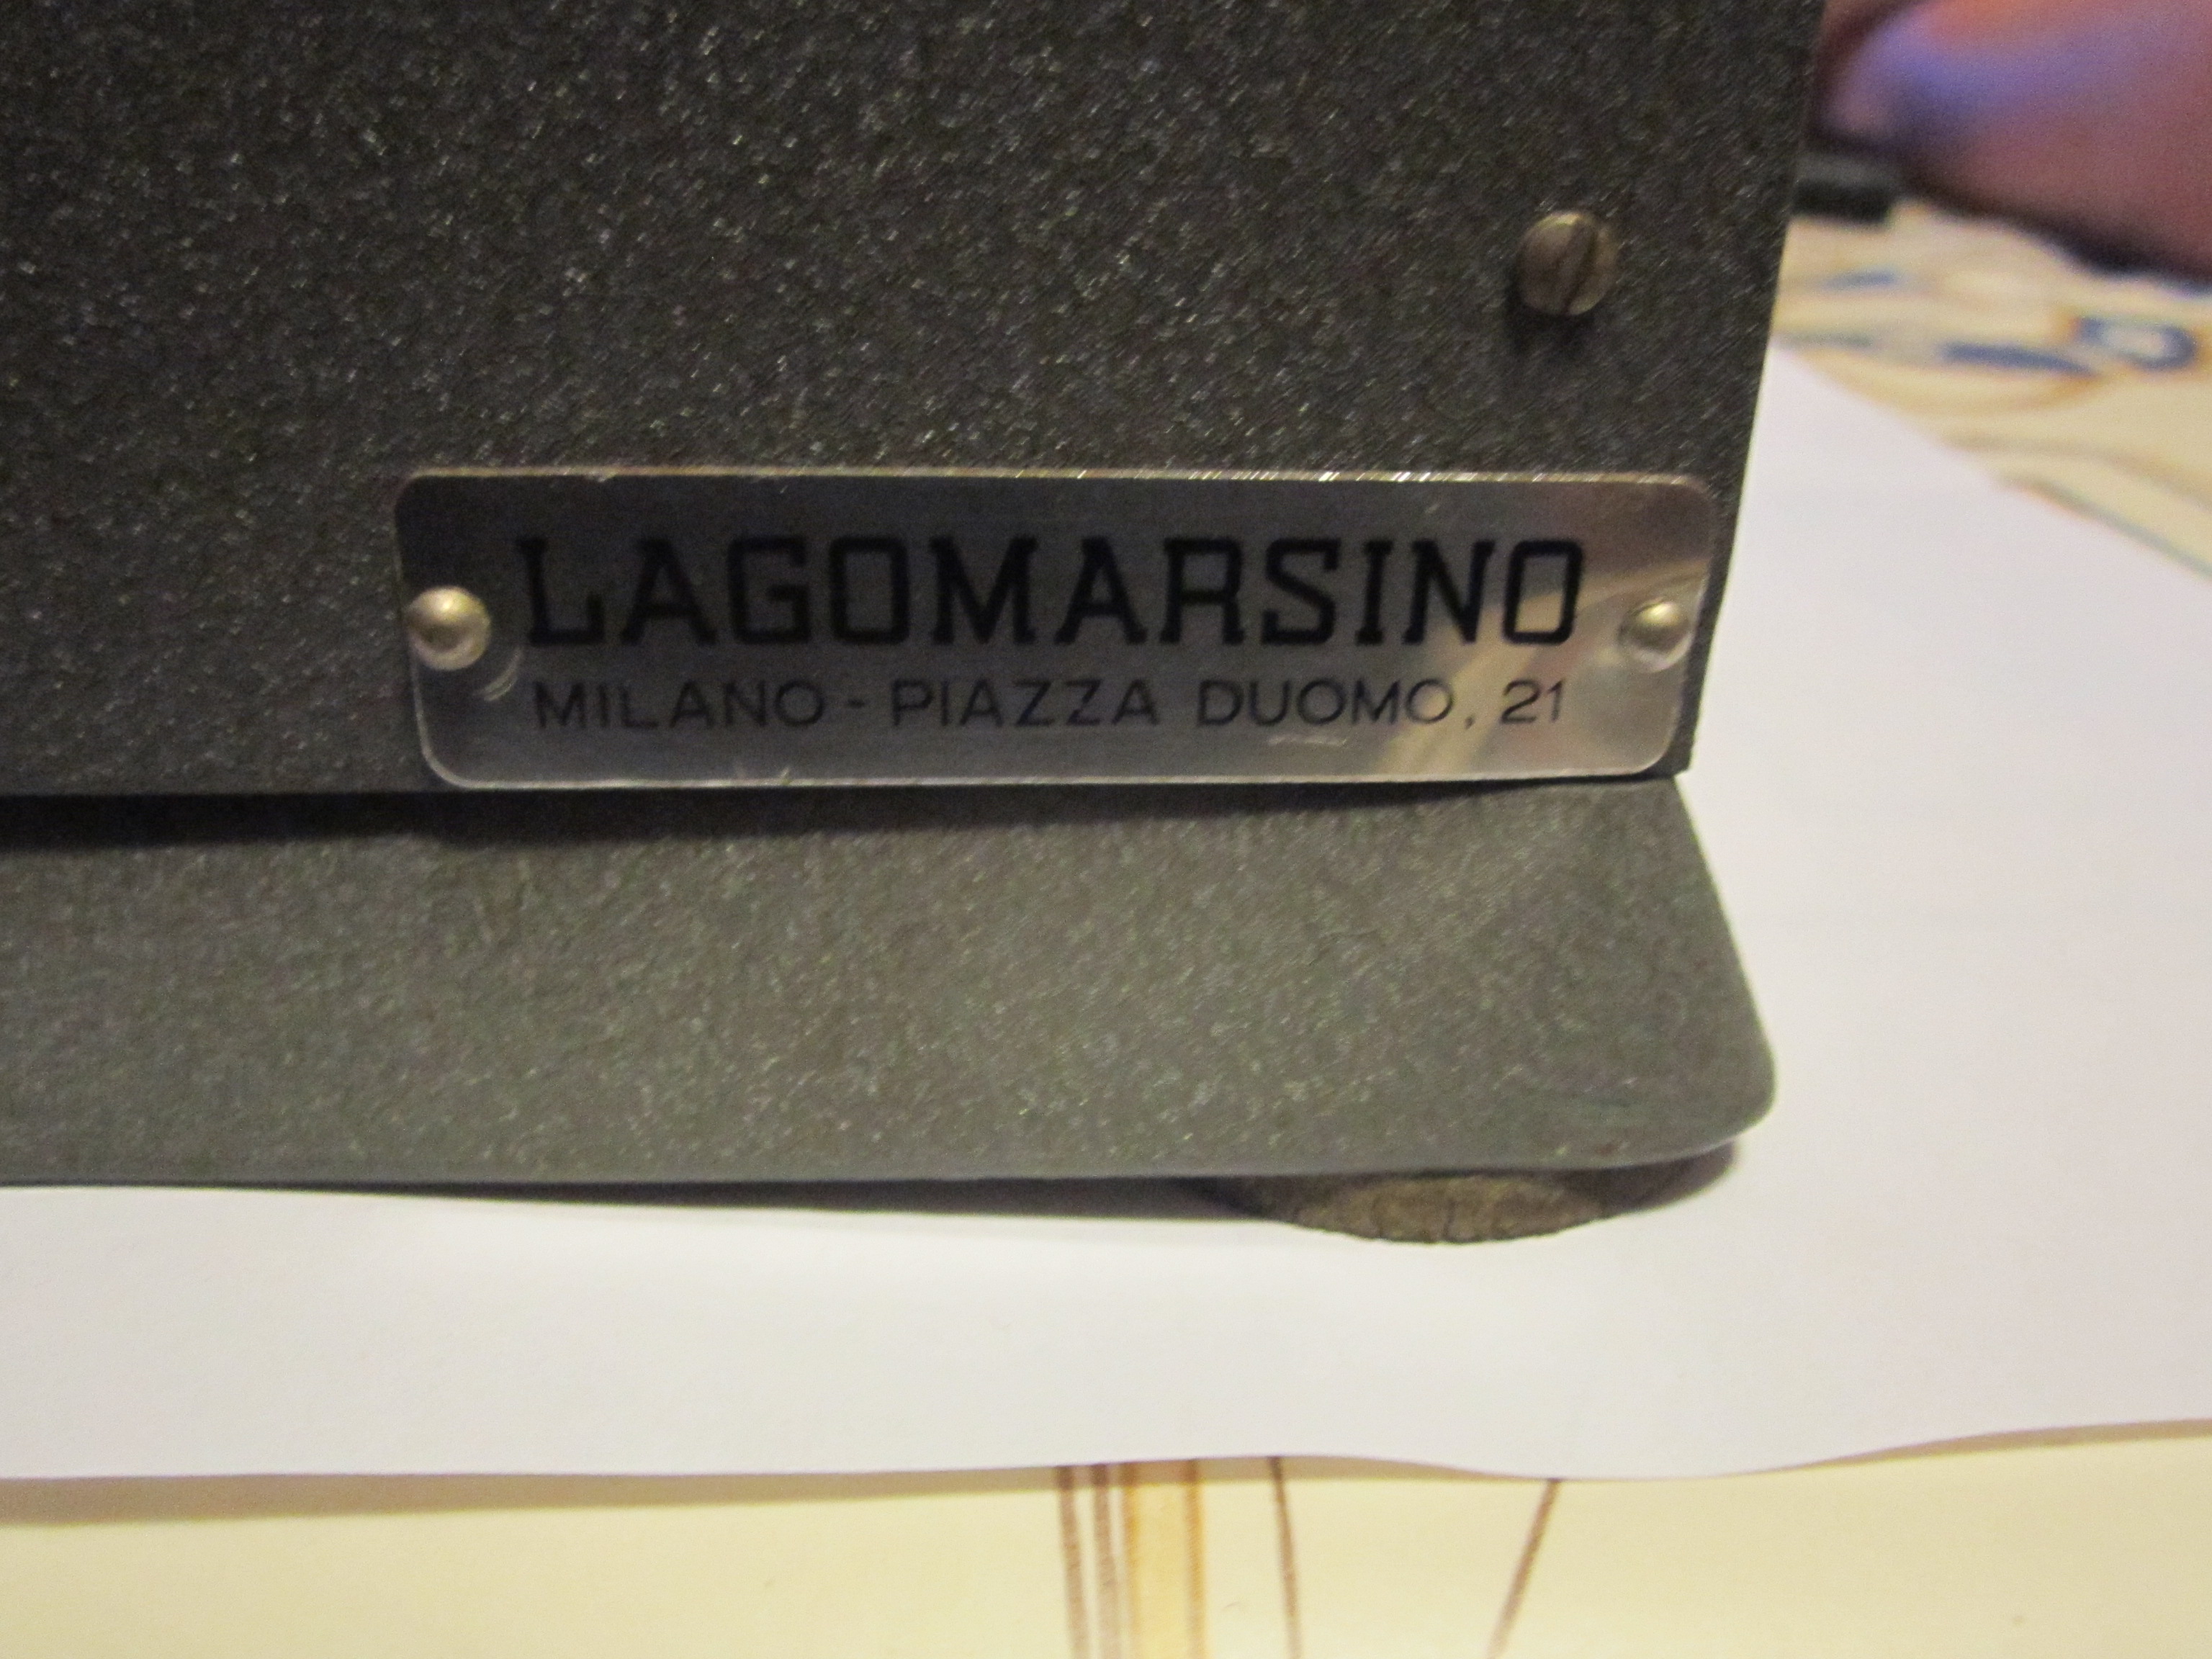 LAGOMARSINO
MILANO - PIAZZA DUOMO, 21